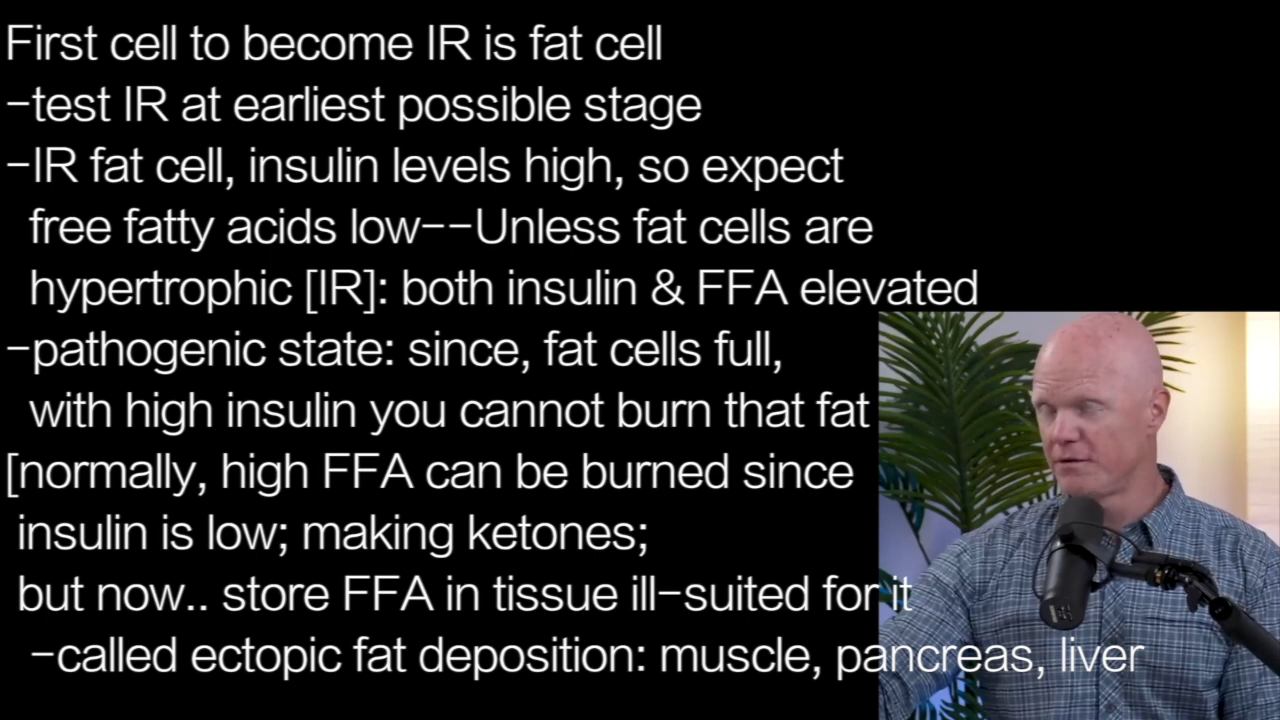 First cell to become IR is fat cell
-test IR at earliest possible stage
-IR fat cell, insulin levels high, so expect
free fatty acids low--Unless fat cells are
hypertrophic [IR]: both insulin & FFA elevated
-pathogenic state: since, fat cells full,
with high insulin you cannot burn that fat
[normally, high FFA can be burned since
insulin is low; making ketones;
but now.. store FFA in tissue ill-suited for it
-called ectopic fat deposition: muscle, pancreas, liver